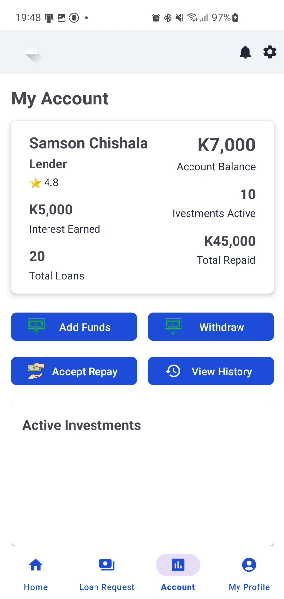 19:48 97%
My Account
Samson Chishala
K7,000
Lender
Account Balance
4.8
10
K5,000
Ivestments Active
Interest Earned
K45,000
20
Total Repaid
Total Loans
Add Funds
Withdraw
Accept Repay
View History
Active Investments
Home Loan Request Account My Profile